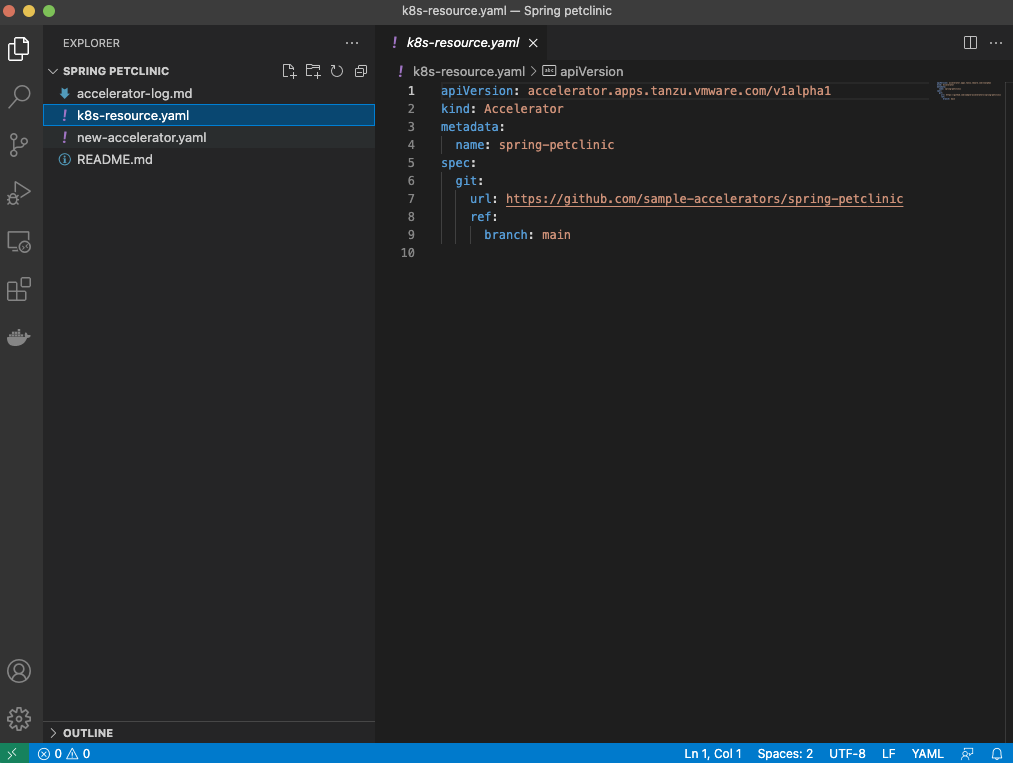 k8s-resource.yaml — Spring petclinic
EXPLORER
SPRING PETCLINIC
accelerator-log.md
! k8s-resource.yaml
! new-accelerator.yaml
README.md
OUTLINE
! k8s-resource.yaml
! k8s-resource.yaml > abc apiVersion
1 apiVersion: accelerator.apps.tanzu.vmware.com/v1alpha1
2 kind: Accelerator
3 metadata:
4   name: spring-petclinic
5 spec:
6   git:
7     url: https://github.com/sample-accelerators/spring-petclinic
8     ref:
9       branch: main
10
0 0
Ln 1, Col 1 Spaces: 2 UTF-8 LF YAML